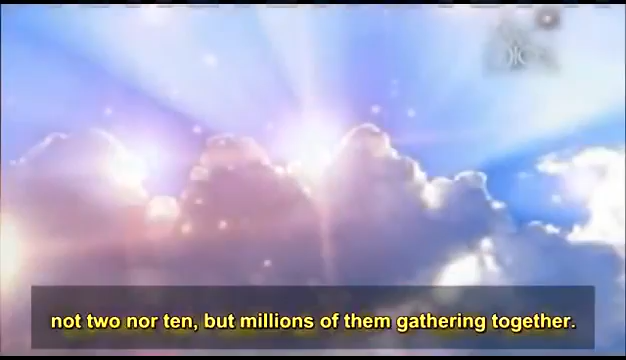 not two nor ten, but millions of them gathering together.